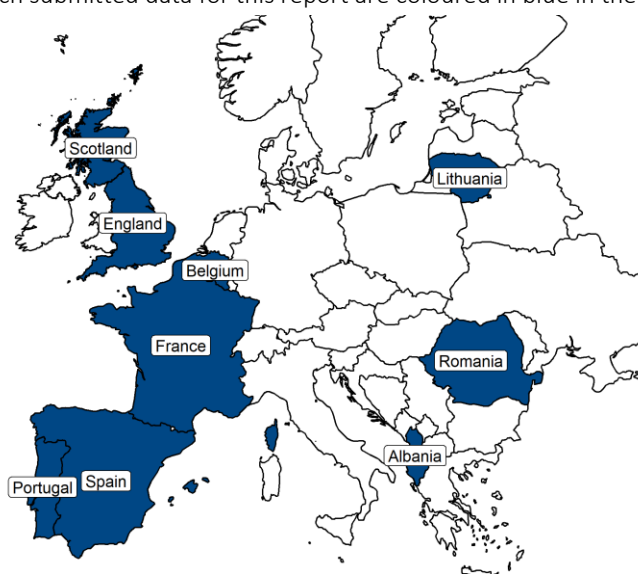 ch submitted data for this report are coloured in blue in the
Scotland
Lithuania
England
Belgium
France
Romania
Albania
Portugal
Spain